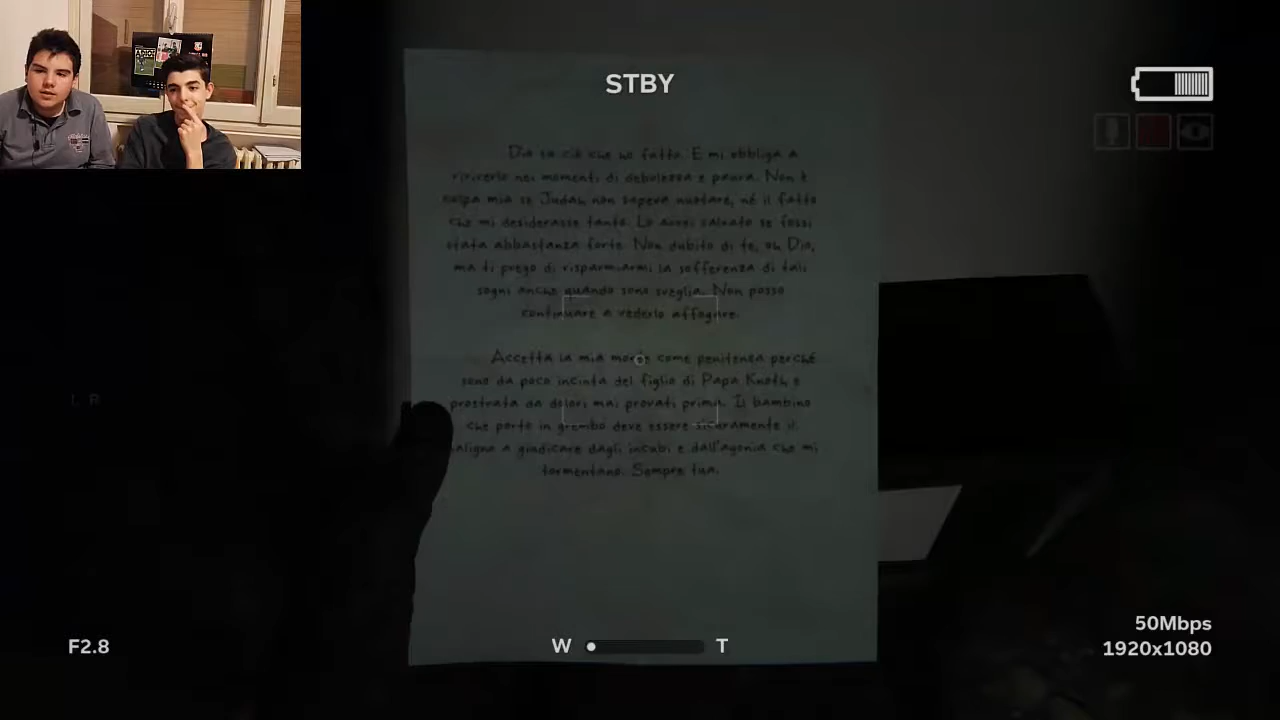 STBY
Dio sa ciò che ho fatto. E mi obbliga a
riviverlo nei momenti di debolezza e paura. Non è
colpa mia se Judah non sapeva nuotare, né il fatto
che mi desiderasse tanto. Lo avrei salvato se fossi
stata abbastanza forte. Non dubito di te, oh Dio,
ma ti prego di risparmiarmi la sofferenza di tali
sogni anche quando sono sveglia. Non posso
continuare a vederlo affogare.
Accetta la mia morte come penitenza perché
sono da poco incinta del figlio di Papa Knoth e
prostrata da dolori mai provati prima. Il bambino
che porto in grembo deve essere sicuramente il
maligno a giudicare dagli incubi e dall'agonia che mi
tormentano. Sempre tua.
L R
F2.8
W T
50Mbps
1920x1080